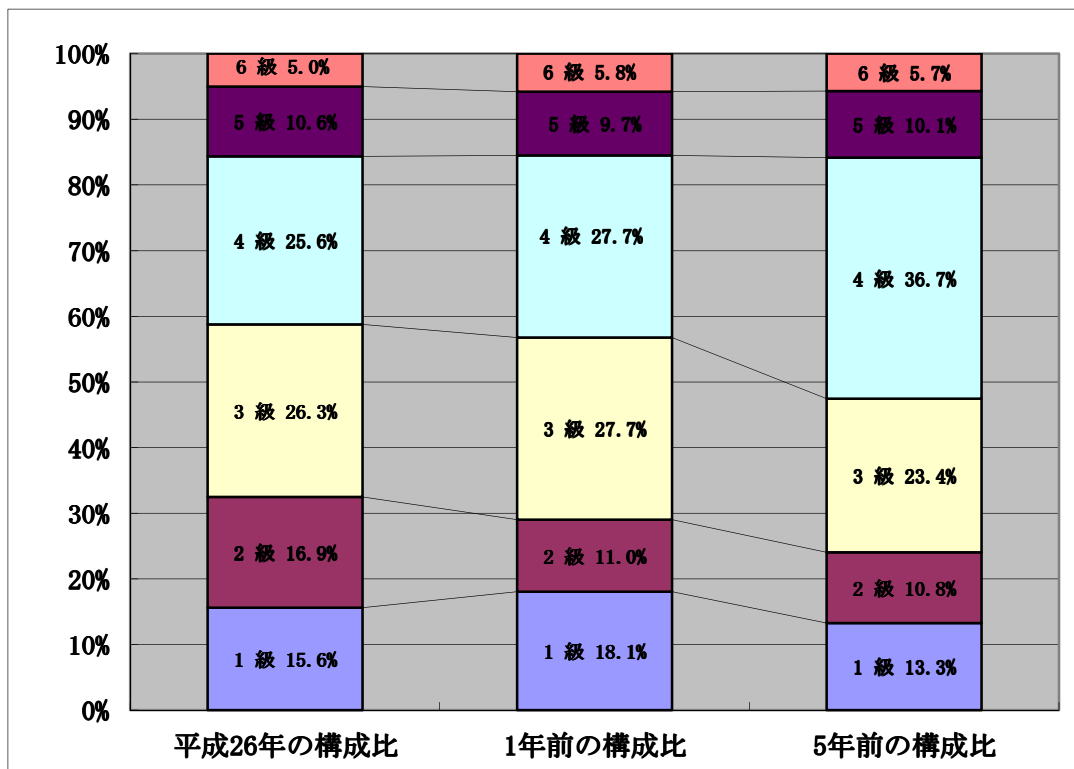 100%
90%
80%
70%
60%
50%
40%
30%
20%
10%
0%
6 級 5.0%
5 級 10.6%
4 級 25.6%
3 級 26.3%
2 級 16.9%
1 級 15.6%
6 級 5.8%
5 級 9.7%
4 級 27.7%
3 級 27.7%
2 級 11.0%
1 級 18.1%
6 級 5.7%
5 級 10.1%
4 級 36.7%
3 級 23.4%
2 級 10.8%
1 級 13.3%
平成26年の構成比
1年前の構成比
5年前の構成比